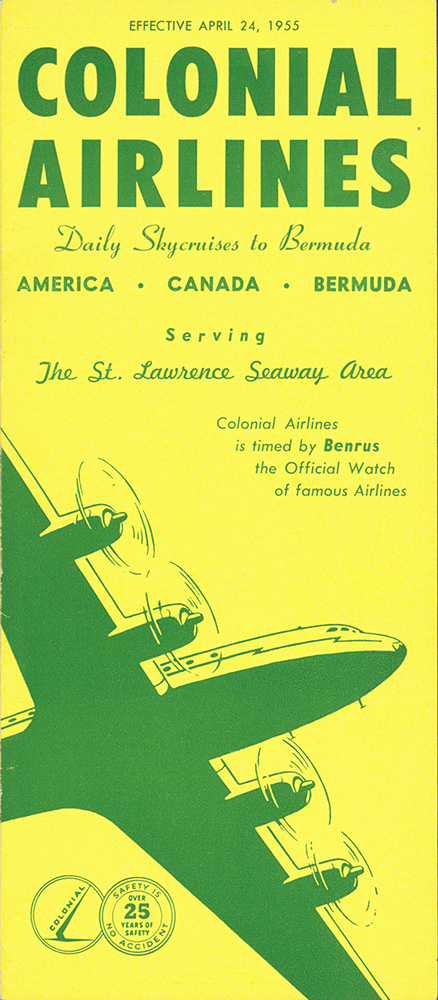 EFFECTIVE APRIL 24, 1955
COLONIAL
AIRLINES
Daily Skycruises to Bermuda
AMERICA • CANADA • BERMUDA
Serving
The St. Lawrence Seaway Area
Colonial Airlines
is timed by Benrus
the Official Watch
of famous Airlines
COLONIAL
SAFETY IS
OVER
25
YEARS OF
SAFETY
NO ACCIDENT